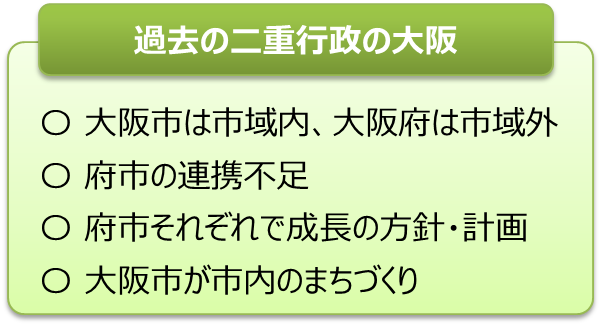 過去の二重行政の大阪
〇 大阪市は市域内、大阪府は市域外
〇 府市の連携不足
〇 府市それぞれで成長の方針・計画
〇 大阪市が市内のまちづくり